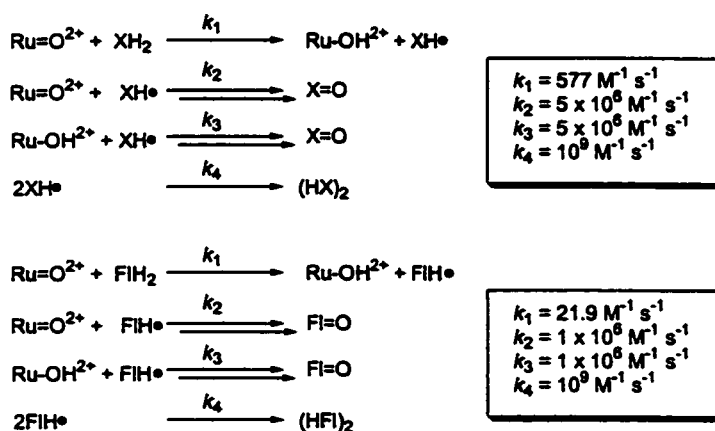 Ru=O²⁺ + XH₂ k₁ Ru-OH²⁺ + XH•
Ru=O²⁺ + XH• k₂ X=O
Ru-OH²⁺ + XH• k₃ X=O
2XH• k₄ (HX)₂
k₁ = 577 M⁻¹ s⁻¹
k₂ = 5 x 10⁶ M⁻¹ s⁻¹
k₃ = 5 x 10⁶ M⁻¹ s⁻¹
k₄ = 10⁹ M⁻¹ s⁻¹
Ru=O²⁺ + FlH₂ k₁ Ru-OH²⁺ + FlH•
Ru=O²⁺ + FlH• k₂ Fl=O
Ru-OH²⁺ + FlH• k₃ Fl=O
2FlH• k₄ (HFl)₂
k₁ = 21.9 M⁻¹ s⁻¹
k₂ = 1 x 10⁶ M⁻¹ s⁻¹
k₃ = 1 x 10⁶ M⁻¹ s⁻¹
k₄ = 10⁹ M⁻¹ s⁻¹